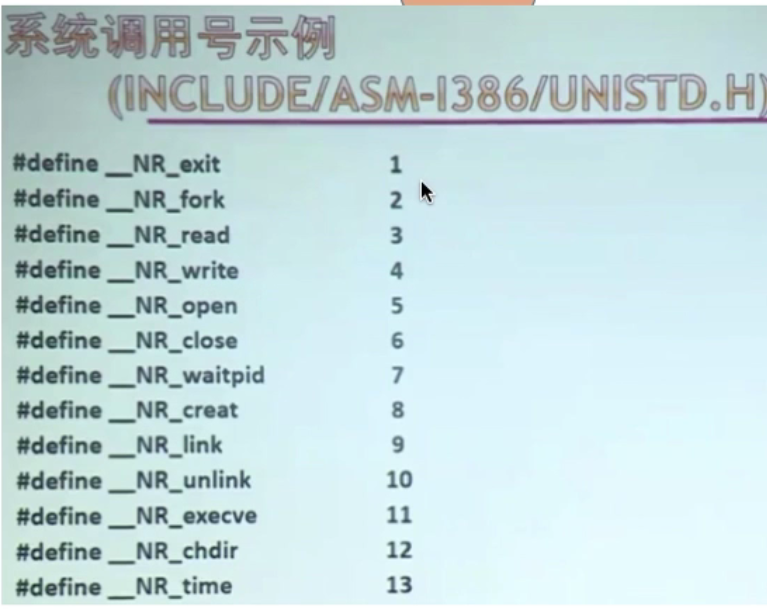 系统调用号示例
(INCLUDE/ASM-I386/UNISTD.H)
#define __NR_exit 1
#define __NR_fork 2
#define __NR_read 3
#define __NR_write 4
#define __NR_open 5
#define __NR_close 6
#define __NR_waitpid 7
#define __NR_creat 8
#define __NR_link 9
#define __NR_unlink 10
#define __NR_execve 11
#define __NR_chdir 12
#define __NR_time 13